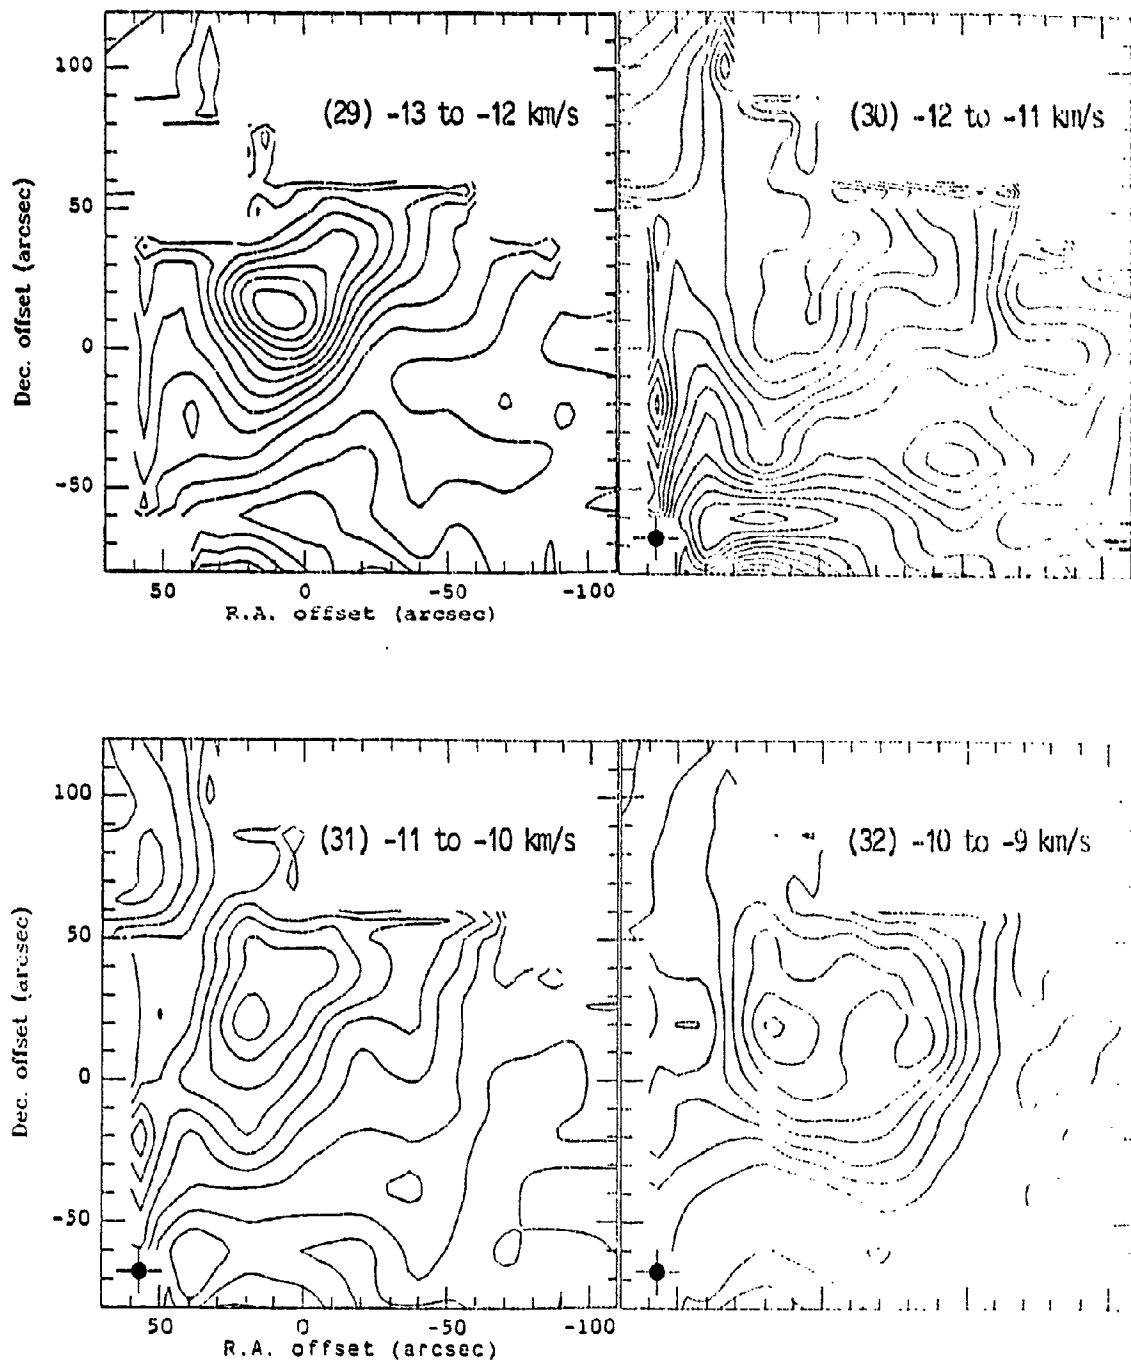 (29) -13 to -12 km/s
(30) -12 to -11 km/s
100
50
0
-50
Dec. offset (arcsec)
50
0
-50
-100
R.A. offset (arcsec)
(31) -11 to -10 km/s
(32) -10 to -9 km/s
100
50
0
-50
Dec. offset (arcsec)
50
0
-50
-100
R.A. offset (arcsec)